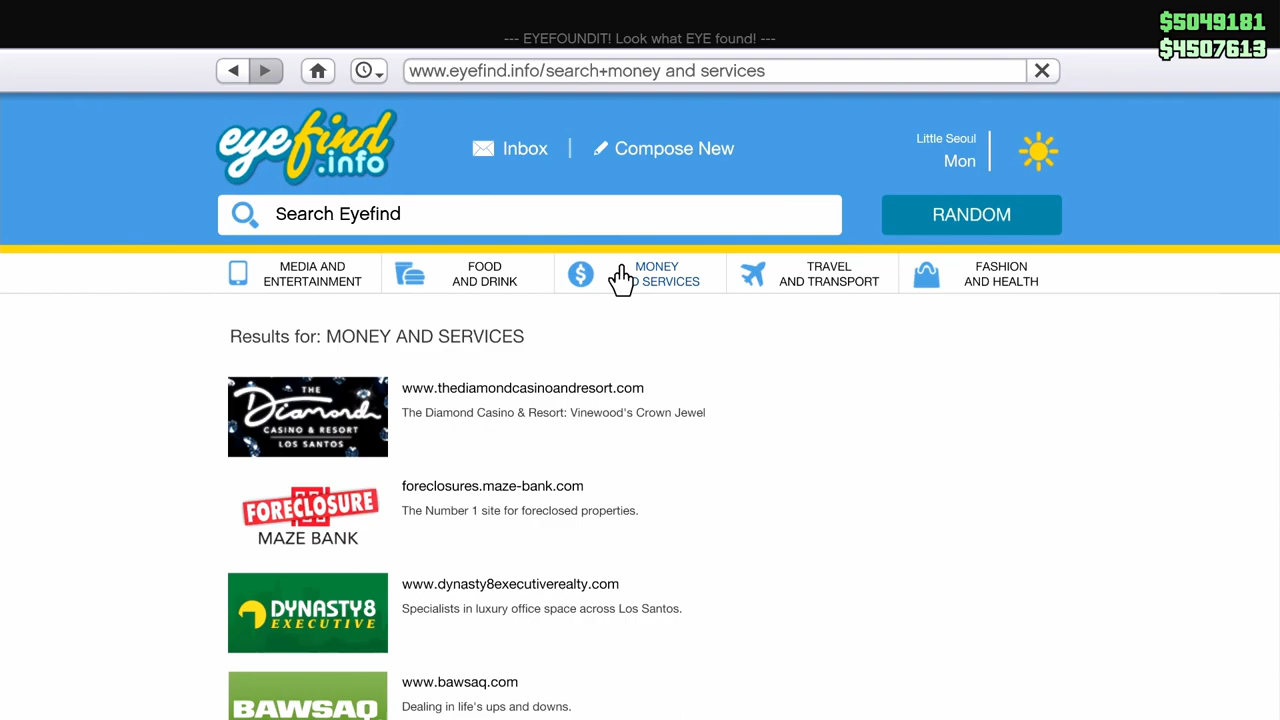 $5049181
--- EYEFOUNDIT! Look what EYE found! ---
$4507613
www.eyefind.info/search+money and services
eyefind
.info
Inbox
Compose New
Little Seoul
Mon
Search Eyefind
RANDOM
MEDIA AND
ENTERTAINMENT
FOOD
AND DRINK
MONEY
SERVICES
TRAVEL
AND TRANSPORT
FASHION
AND HEALTH
Results for: MONEY AND SERVICES
THE
Diamond
CASINO & RESORT
LOS SANTOS
www.thediamondcasinoandresort.com
The Diamond Casino & Resort: Vinewood's Crown Jewel
FORECLOSURE
MAZE BANK
foreclosures.maze-bank.com
The Number 1 site for foreclosed properties.
DYNASTY8
EXECUTIVE
www.dynasty8executiverealty.com
Specialists in luxury office space across Los Santos.
BAWSAQ
www.bawsaq.com
Dealing in life's ups and downs.